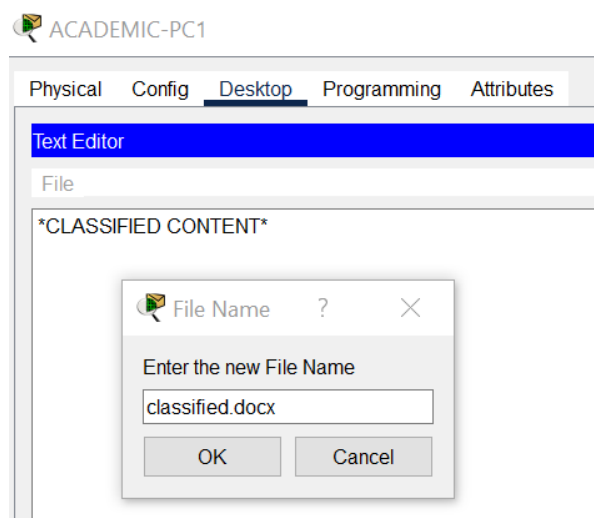 ACADEMIC-PC1
Physical Config Desktop Programming Attributes
Text Editor
File
*CLASSIFIED CONTENT*
File Name ?
Enter the new File Name
classified.docx
OK Cancel